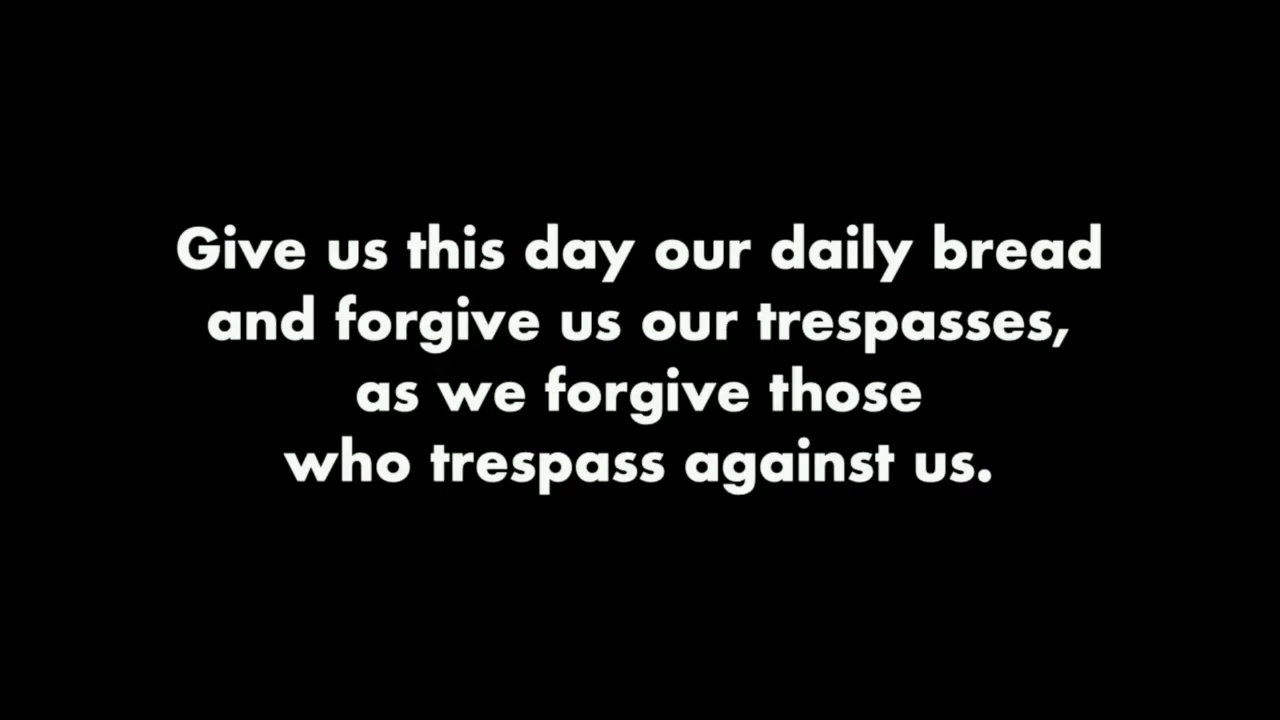 Give us this day our daily bread
and forgive us our trespasses,
as we forgive those
who trespass against us.